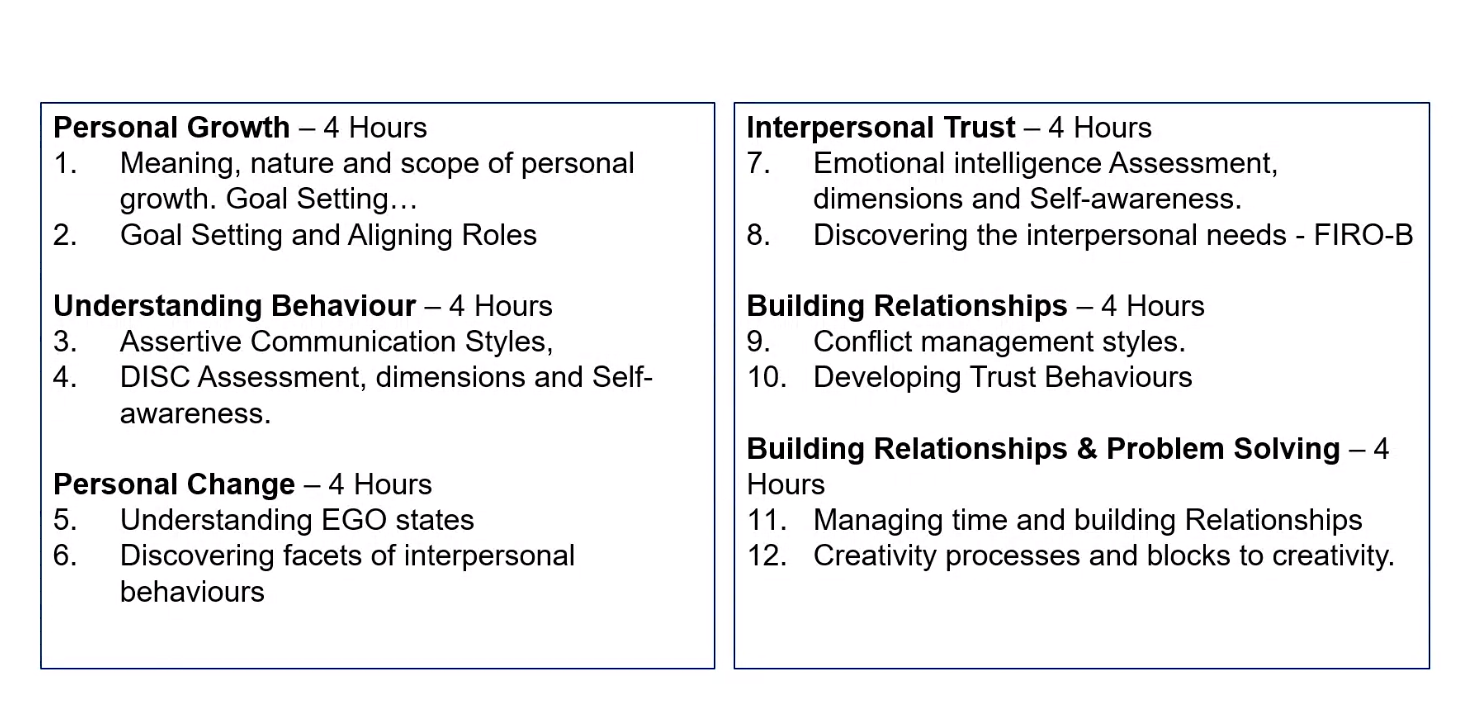 Personal Growth – 4 Hours
1. Meaning, nature and scope of personal
growth. Goal Setting…
2. Goal Setting and Aligning Roles
Understanding Behaviour – 4 Hours
3. Assertive Communication Styles,
4. DISC Assessment, dimensions and Self-
awareness.
Personal Change – 4 Hours
5. Understanding EGO states
6. Discovering facets of interpersonal
behaviours
Interpersonal Trust – 4 Hours
7. Emotional intelligence Assessment,
dimensions and Self-awareness.
8. Discovering the interpersonal needs - FIRO-B
Building Relationships – 4 Hours
9. Conflict management styles.
10. Developing Trust Behaviours
Building Relationships & Problem Solving – 4
Hours
11. Managing time and building Relationships
12. Creativity processes and blocks to creativity.